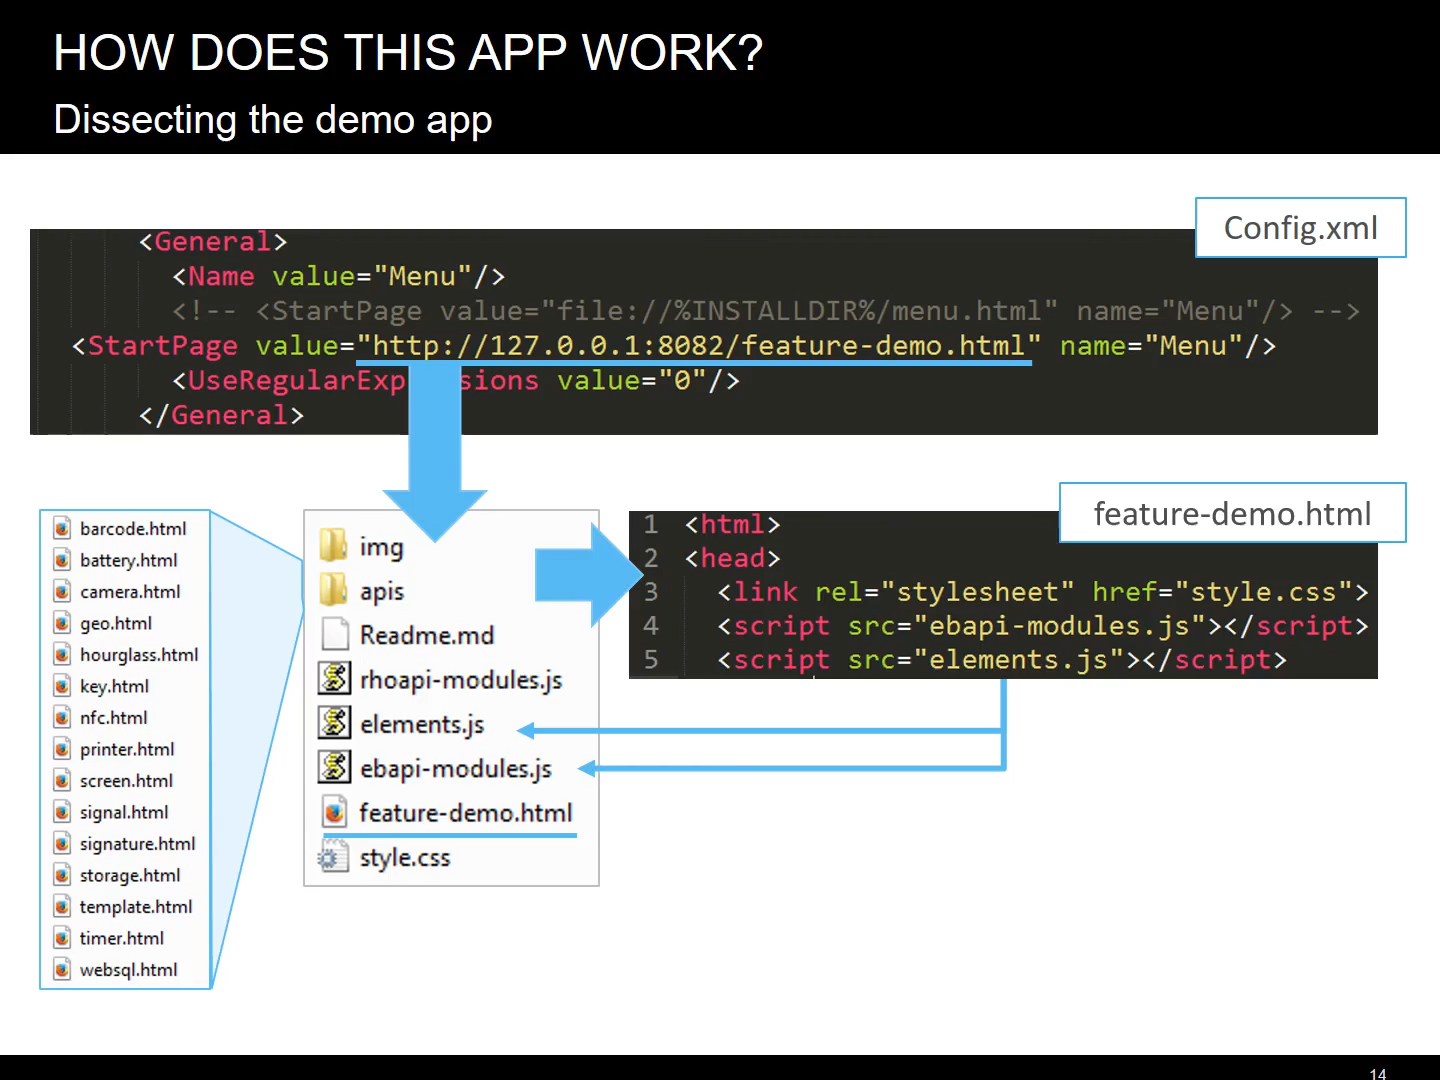 HOW DOES THIS APP WORK?
Dissecting the demo app
Config.xml
<General>
<Name value="Menu"/>
<!-- <StartPage value="file://%INSTALLDIR%/menu.html" name="Menu"/> -->
<StartPage value="http://127.0.0.1:8082/feature-demo.html" name="Menu"/>
<UseRegularExp sions value="0"/>
</General>
barcode.html
battery.html
camera.html
geo.html
hourglass.html
key.html
nfc.html
printer.html
screen.html
signal.html
signature.html
storage.html
template.html
timer.html
websql.html
img
apis
Readme.md
rhoapi-modules.js
elements.js
ebapi-modules.js
feature-demo.html
style.css
feature-demo.html
1 <html>
2 <head>
3 <link rel="stylesheet" href="style.css">
4 <script src="ebapi-modules.js"></script>
5 <script src="elements.js"></script>
14